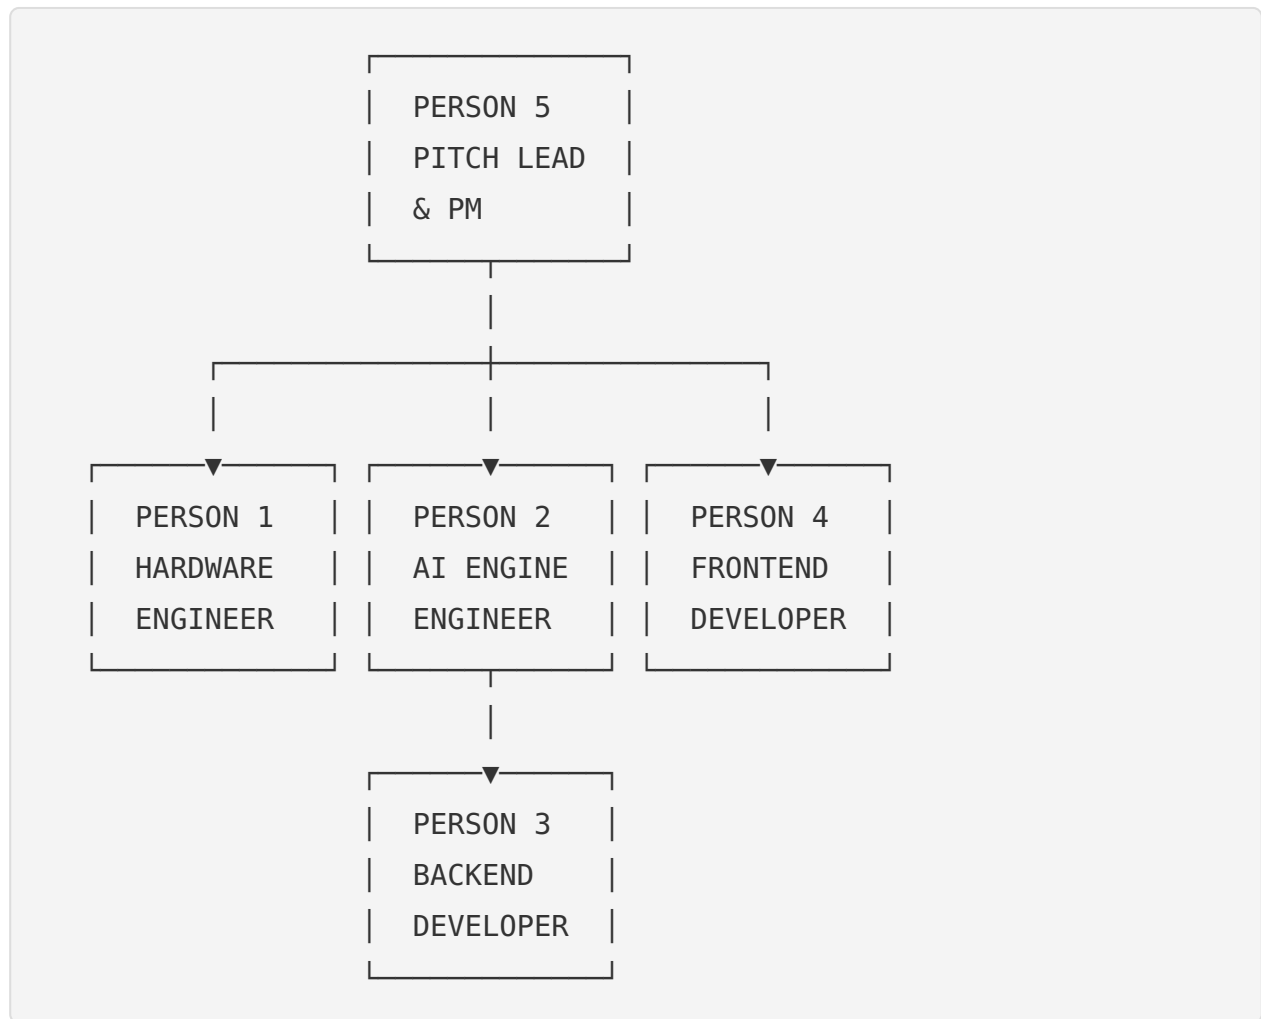 PERSON 5
PITCH LEAD
& PM
PERSON 1
HARDWARE
ENGINEER
PERSON 2
AI ENGINE
ENGINEER
PERSON 4
FRONTEND
DEVELOPER
PERSON 3
BACKEND
DEVELOPER